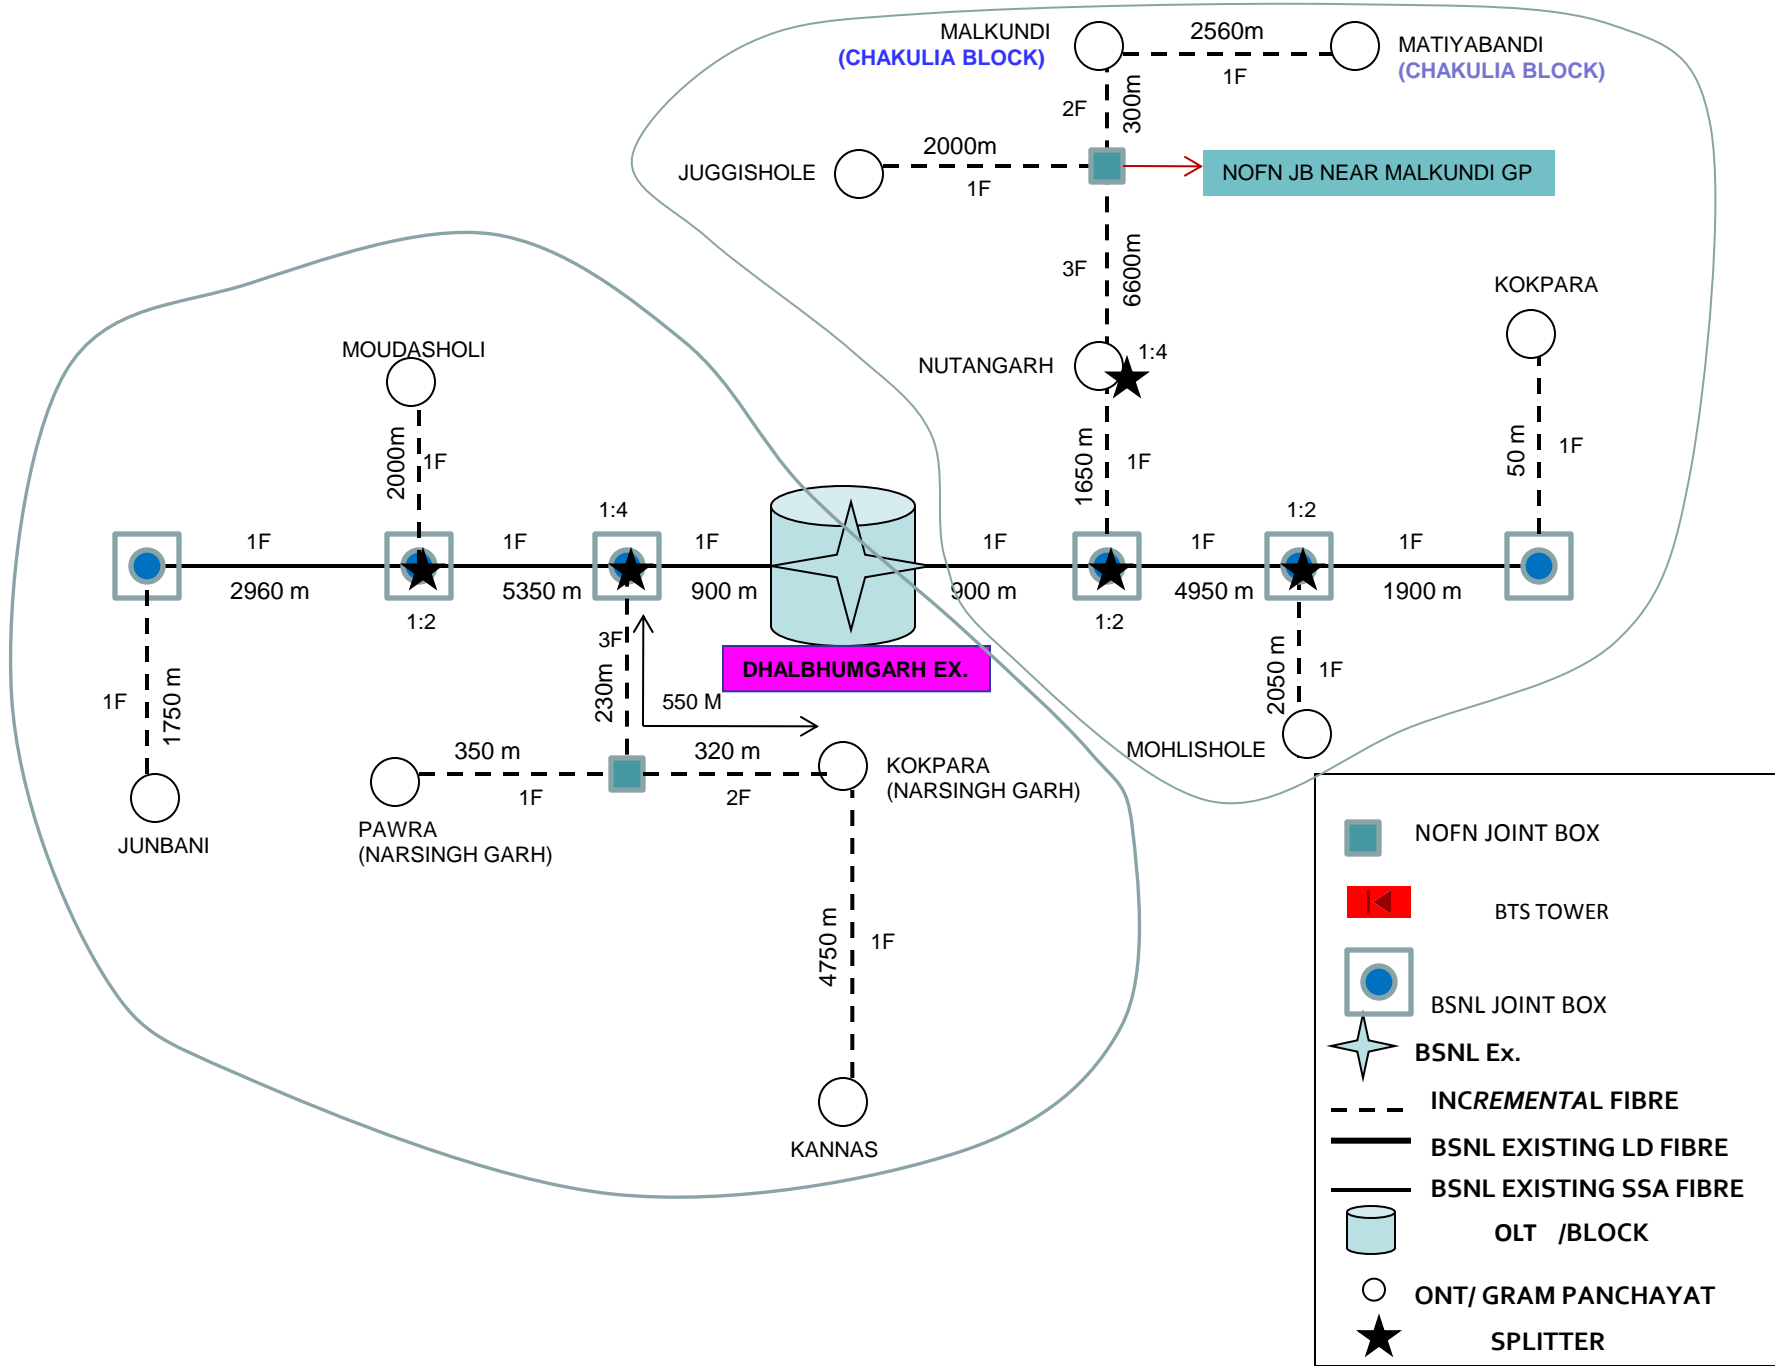 MALKUNDI
(CHAKULIA BLOCK)
2560m
1F
MATIYABANDI
(CHAKULIA BLOCK)
2F
300m
JUGGISHOLE
2000m
1F
NOFN JB NEAR MALKUNDI GP
3F
6600m
KOKPARA
NUTANGARH
1:4
MOUDASHOLI
2000m
1F
1650 m
1F
50 m
1F
1F
1F
1:4
1F
1F
1F
1:2
1F
2960 m
5350 m
900 m
900 m
4950 m
1900 m
1:2
1:2
1F
1750 m
3F
230m
550 M
DHALBHUMGARH EX.
2050 m
1F
MOHLISHOLE
350 m
1F
320 m
2F
KOKPARA
(NARSINGH GARH)
JUNBANI
PAWRA
(NARSINGH GARH)
4750 m
1F
KANNAS
NOFN JOINT BOX
BTS TOWER
BSNL JOINT BOX
BSNL Ex.
INCREMENTAL FIBRE
BSNL EXISTING LD FIBRE
BSNL EXISTING SSA FIBRE
OLT /BLOCK
ONT/ GRAM PANCHAYAT
SPLITTER